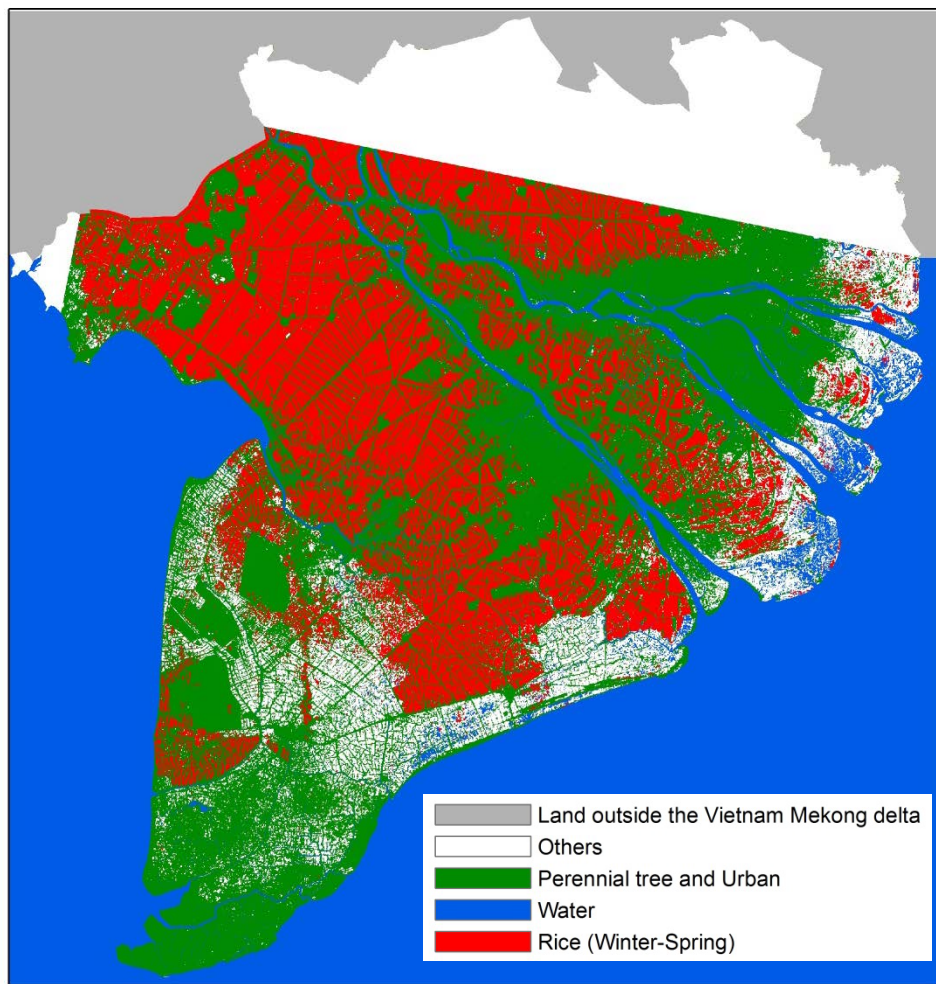 Land outside the Vietnam Mekong delta
Others
Perennial tree and Urban
Water
Rice (Winter-Spring)